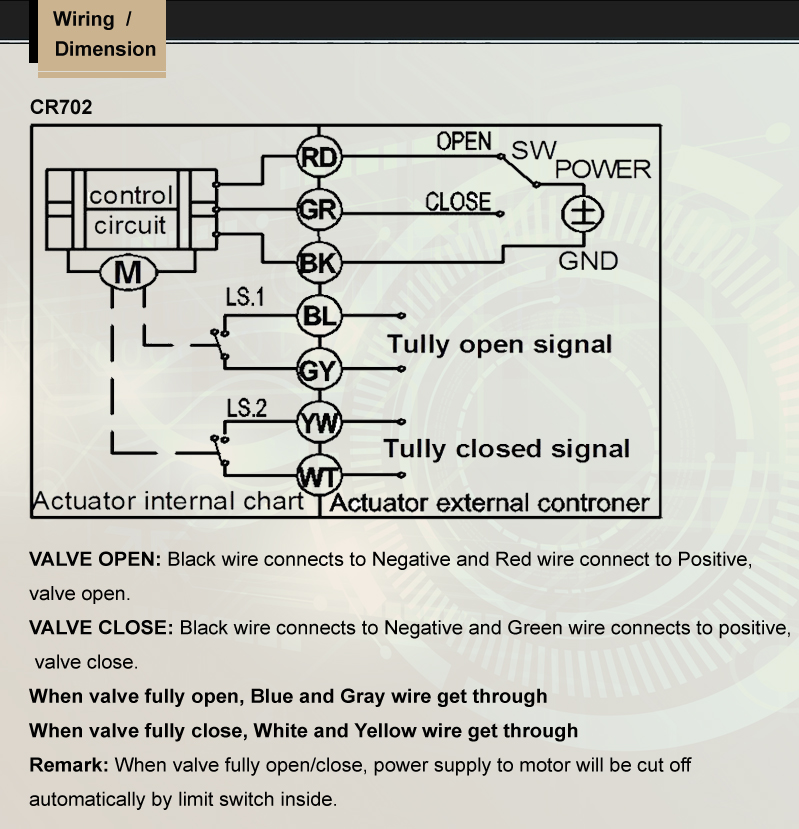 Wiring /
Dimension
CR702
OPEN
SW
RD
POWER
control
CLOSE
GR
circuit
BK
GND
M
LS.1
BL
Tully open signal
GY
LS.2
YW
Tully closed signal
WT
Actuator internal chart
Actuator external controner
VALVE OPEN: Black wire connects to Negative and Red wire connect to Positive,
valve open.
VALVE CLOSE: Black wire connects to Negative and Green wire connects to positive,
valve close.
When valve fully open, Blue and Gray wire get through
When valve fully close, White and Yellow wire get through
Remark: When valve fully open/close, power supply to motor will be cut off
automatically by limit switch inside.